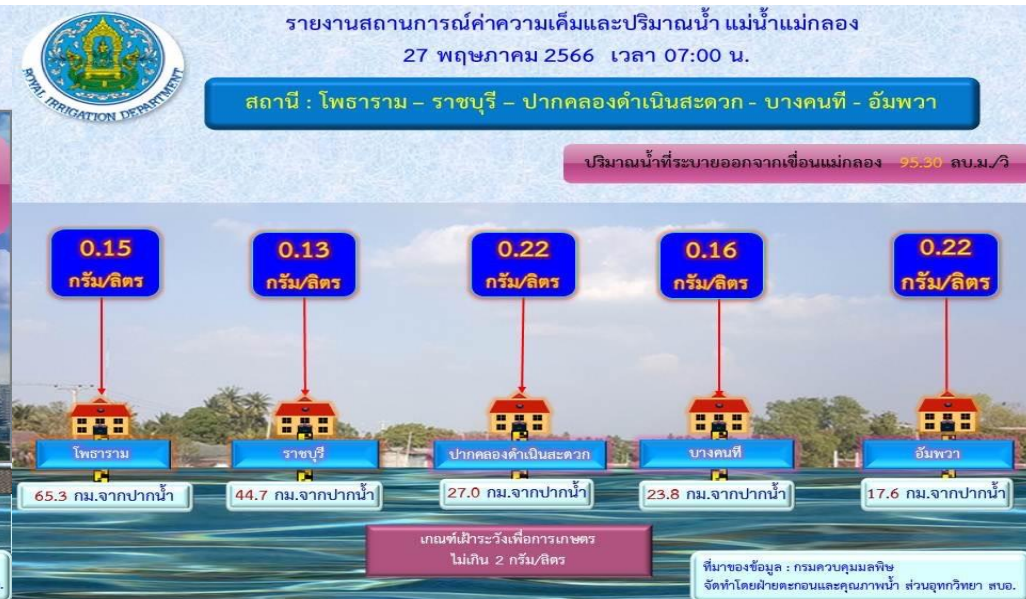 รายงานสถานการณ์ค่าความเค็มและปริมาณน้ำ แม่น้ำแม่กลอง
27 พฤษภาคม 2566 เวลา 07:00 น.
ROYAL IRRIGATION DEPARTMENT
สถานี : โพธาราม – ราชบุรี – ปากคลองดำเนินสะดวก - บางคนที - อัมพวา
ปริมาณน้ำที่ระบายออกจากเขื่อนแม่กลอง 95.30 ลบ.ม./วิ
0.15
กรัม/ลิตร
0.13
กรัม/ลิตร
0.22
กรัม/ลิตร
0.16
กรัม/ลิตร
0.22
กรัม/ลิตร
โพธาราม
ราชบุรี
ปากคลองดำเนินสะดวก
บางคนที
อัมพวา
65.3 กม.จากปากน้ำ
44.7 กม.จากปากน้ำ
27.0 กม.จากปากน้ำ
23.8 กม.จากปากน้ำ
17.6 กม.จากปากน้ำ
เกณฑ์เฝ้าระวังเพื่อการเกษตร
ไม่เกิน 2 กรัม/ลิตร
ที่มาของข้อมูล : กรมควบคุมมลพิษ
จัดทำโดยฝ่ายตะกอนและคุณภาพน้ำ ส่วนอุทกวิทยา สบอ.